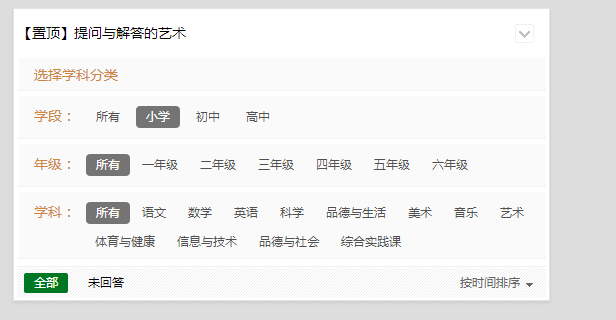 【置顶】提问与解答的艺术
选择学科分类
学段： 所有 小学 初中 高中
年级： 所有 一年级 二年级 三年级 四年级 五年级 六年级
学科： 所有 语文 数学 英语 科学 品德与生活 美术 音乐 艺术
体育与健康 信息与技术 品德与社会 综合实践课
全部 未回答 按时间排序